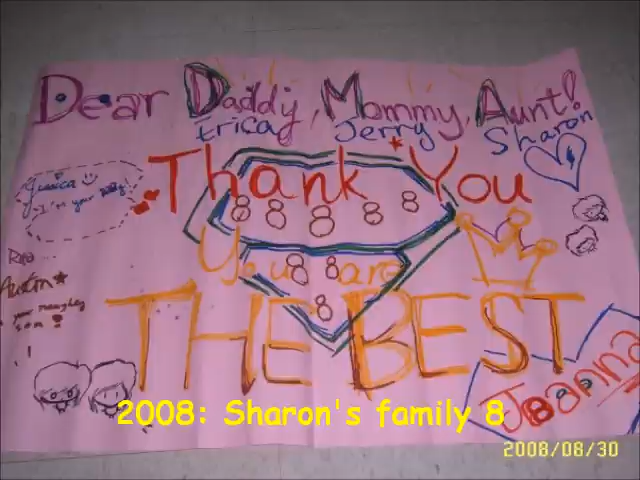 Dear Daddy, Mommy, Aunt!
Erica Jerry Sharon
Thank You
Jessica
I'm your
8 8 8 8 8
You are
8 8
8
THE BEST
Austin
your naughty
son
Joanna
2008: Sharon's family 8
2008/08/30